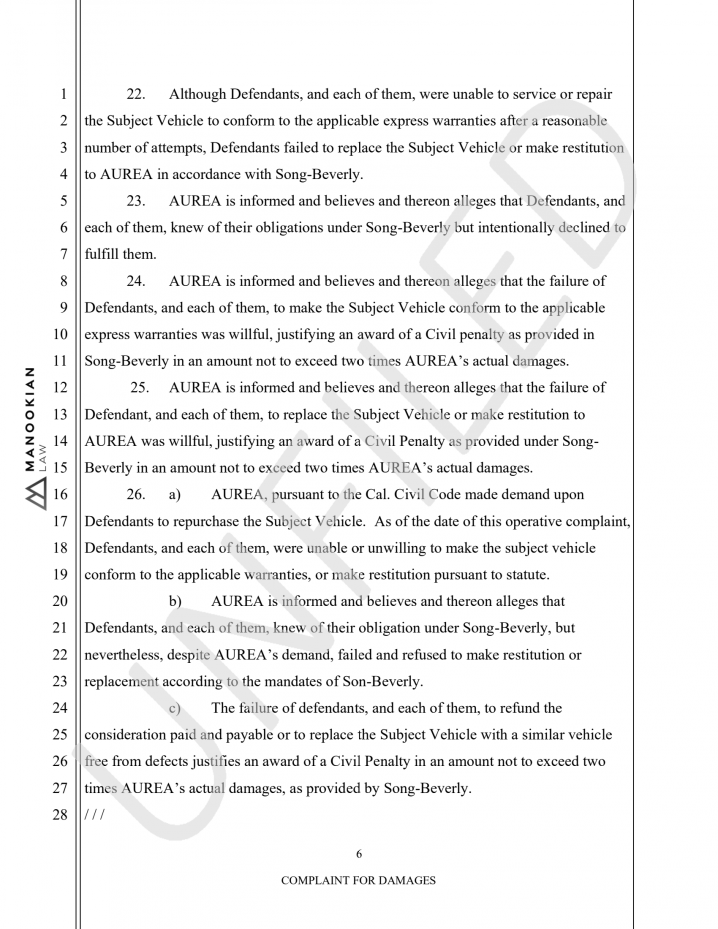 1 22. Although Defendants, and each of them, were unable to service or repair
2 the Subject Vehicle to conform to the applicable express warranties after a reasonable
3 number of attempts, Defendants failed to replace the Subject Vehicle or make restitution
4 to AUREA in accordance with Song-Beverly.
5 23. AUREA is informed and believes and thereon alleges that Defendants, and
6 each of them, knew of their obligations under Song-Beverly but intentionally declined to
7 fulfill them.
8 24. AUREA is informed and believes and thereon alleges that the failure of
9 Defendants, and each of them, to make the Subject Vehicle conform to the applicable
10 express warranties was willful, justifying an award of a Civil penalty as provided in
11 Song-Beverly in an amount not to exceed two times AUREA’s actual damages.
12 25. AUREA is informed and believes and thereon alleges that the failure of
13 Defendant, and each of them, to replace the Subject Vehicle or make restitution to
14 AUREA was willful, justifying an award of a Civil Penalty as provided under Song-
15 Beverly in an amount not to exceed two times AUREA’s actual damages.
16 26. a) AUREA, pursuant to the Cal. Civil Code made demand upon
17 Defendants to repurchase the Subject Vehicle. As of the date of this operative complaint,
18 Defendants, and each of them, were unable or unwilling to make the subject vehicle
19 conform to the applicable warranties, or make restitution pursuant to statute.
20 b) AUREA is informed and believes and thereon alleges that
21 Defendants, and each of them, knew of their obligation under Song-Beverly, but
22 nevertheless, despite AUREA’s demand, failed and refused to make restitution or
23 replacement according to the mandates of Son-Beverly.
24 c) The failure of defendants, and each of them, to refund the
25 consideration paid and payable or to replace the Subject Vehicle with a similar vehicle
26 free from defects justifies an award of a Civil Penalty in an amount not to exceed two
27 times AUREA’s actual damages, as provided by Song-Beverly.
28 / / /
MANOOKIAN
LAW
UNFILED
6
COMPLAINT FOR DAMAGES